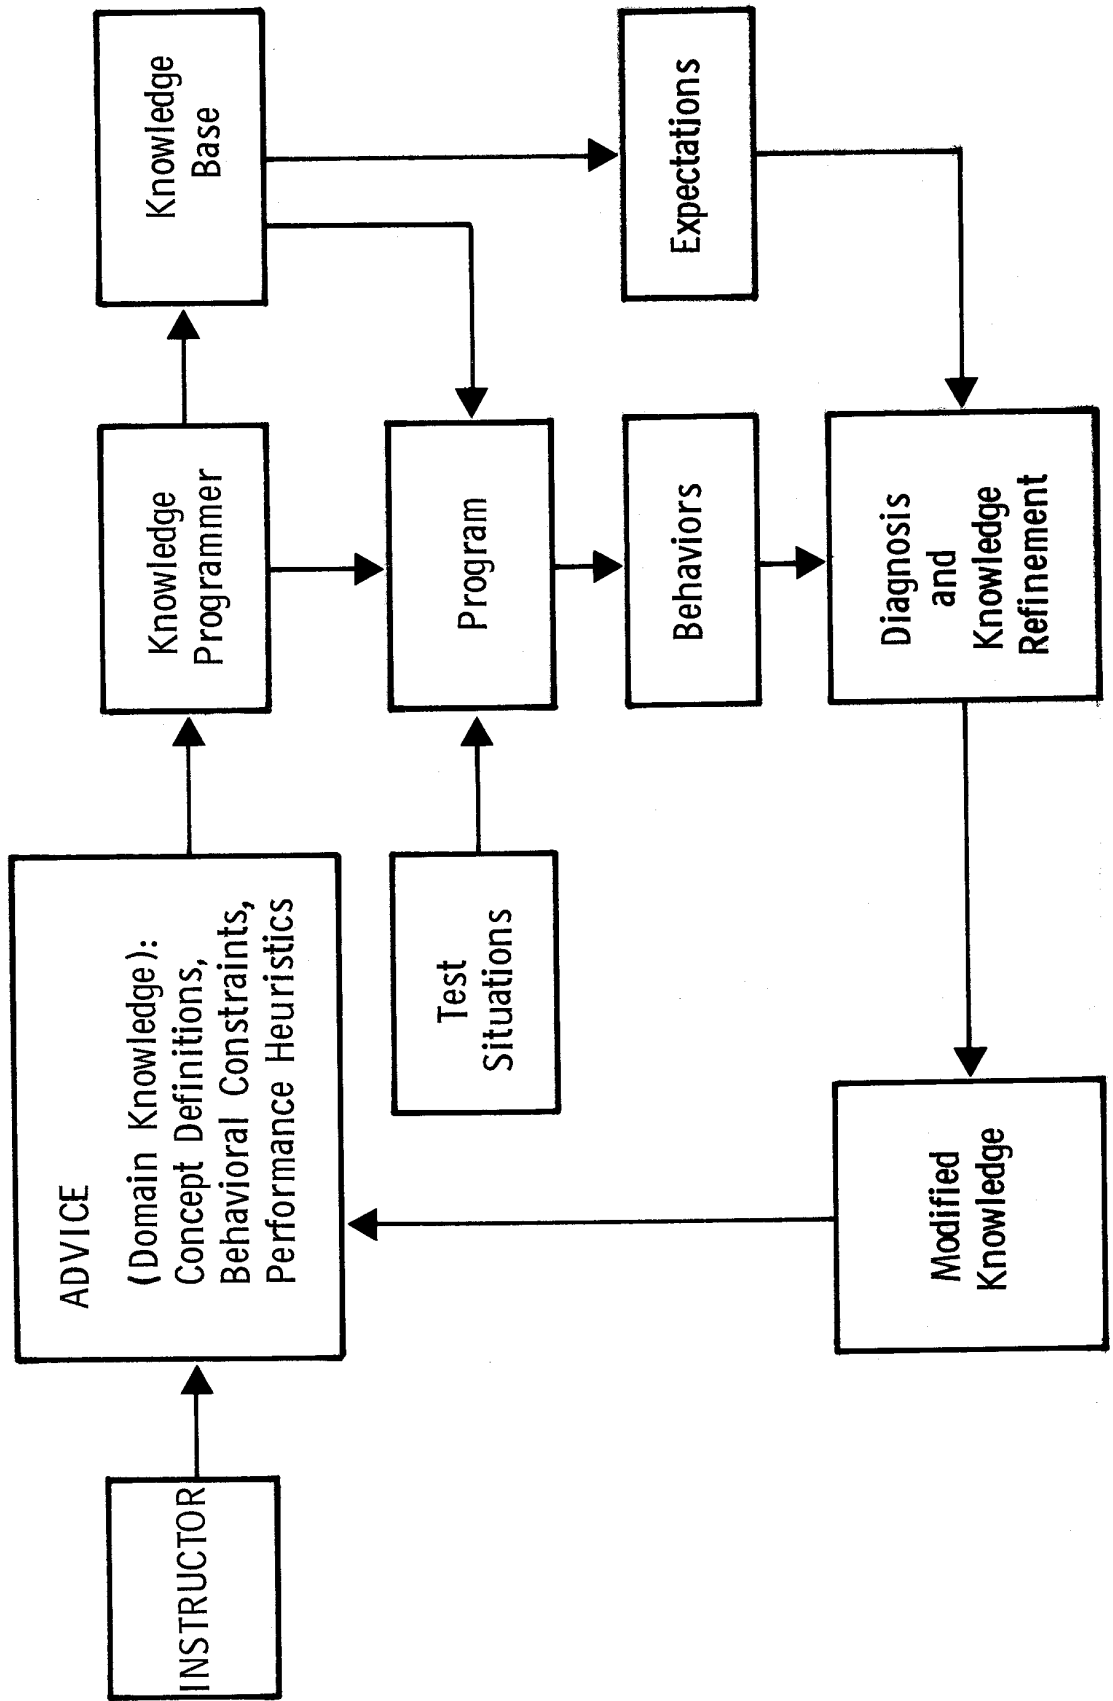 INSTRUCTOR
ADVICE
(Domain Knowledge):
Concept Definitions,
Behavioral Constraints,
Performance Heuristics
Knowledge
Programmer
Knowledge
Base
Test
Situations
Program
Behaviors
Expectations
Modified
Knowledge
Diagnosis
and
Knowledge
Refinement